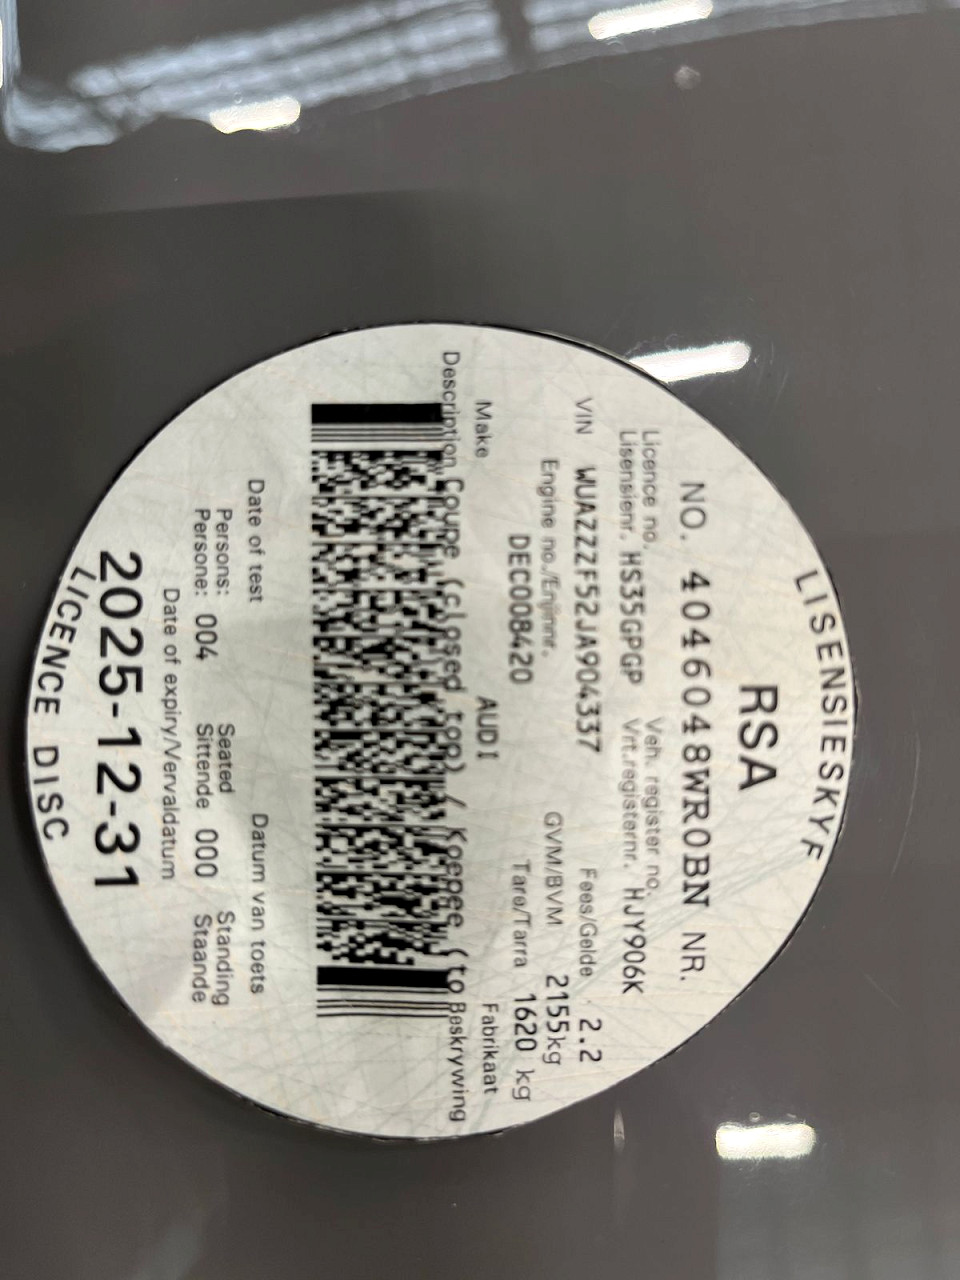 LISENSIESKYF
RSA
NO. 40460048WR0BN NR.
Licence no. Veh. register no.
Lisensienr. HS35GPGP Vrt.registernr. HJY906K
VIN WUAZZZF52JA904337 Fees/Gelde 2.2
Engine no./Enjinnr. GVM/BVM 2155kg
DEC008420 Tare/Tarra 1620 kg
Make AUDI Fabrikaat
Description Coupe (closed top) / Koepee (to Beskrywing
Date of test Datum van toets
Persons: Seated Standing
Persone: 004 Sittende 000 Staande
Date of expiry/Vervaldatum
2025-12-31
LICENCE DISC